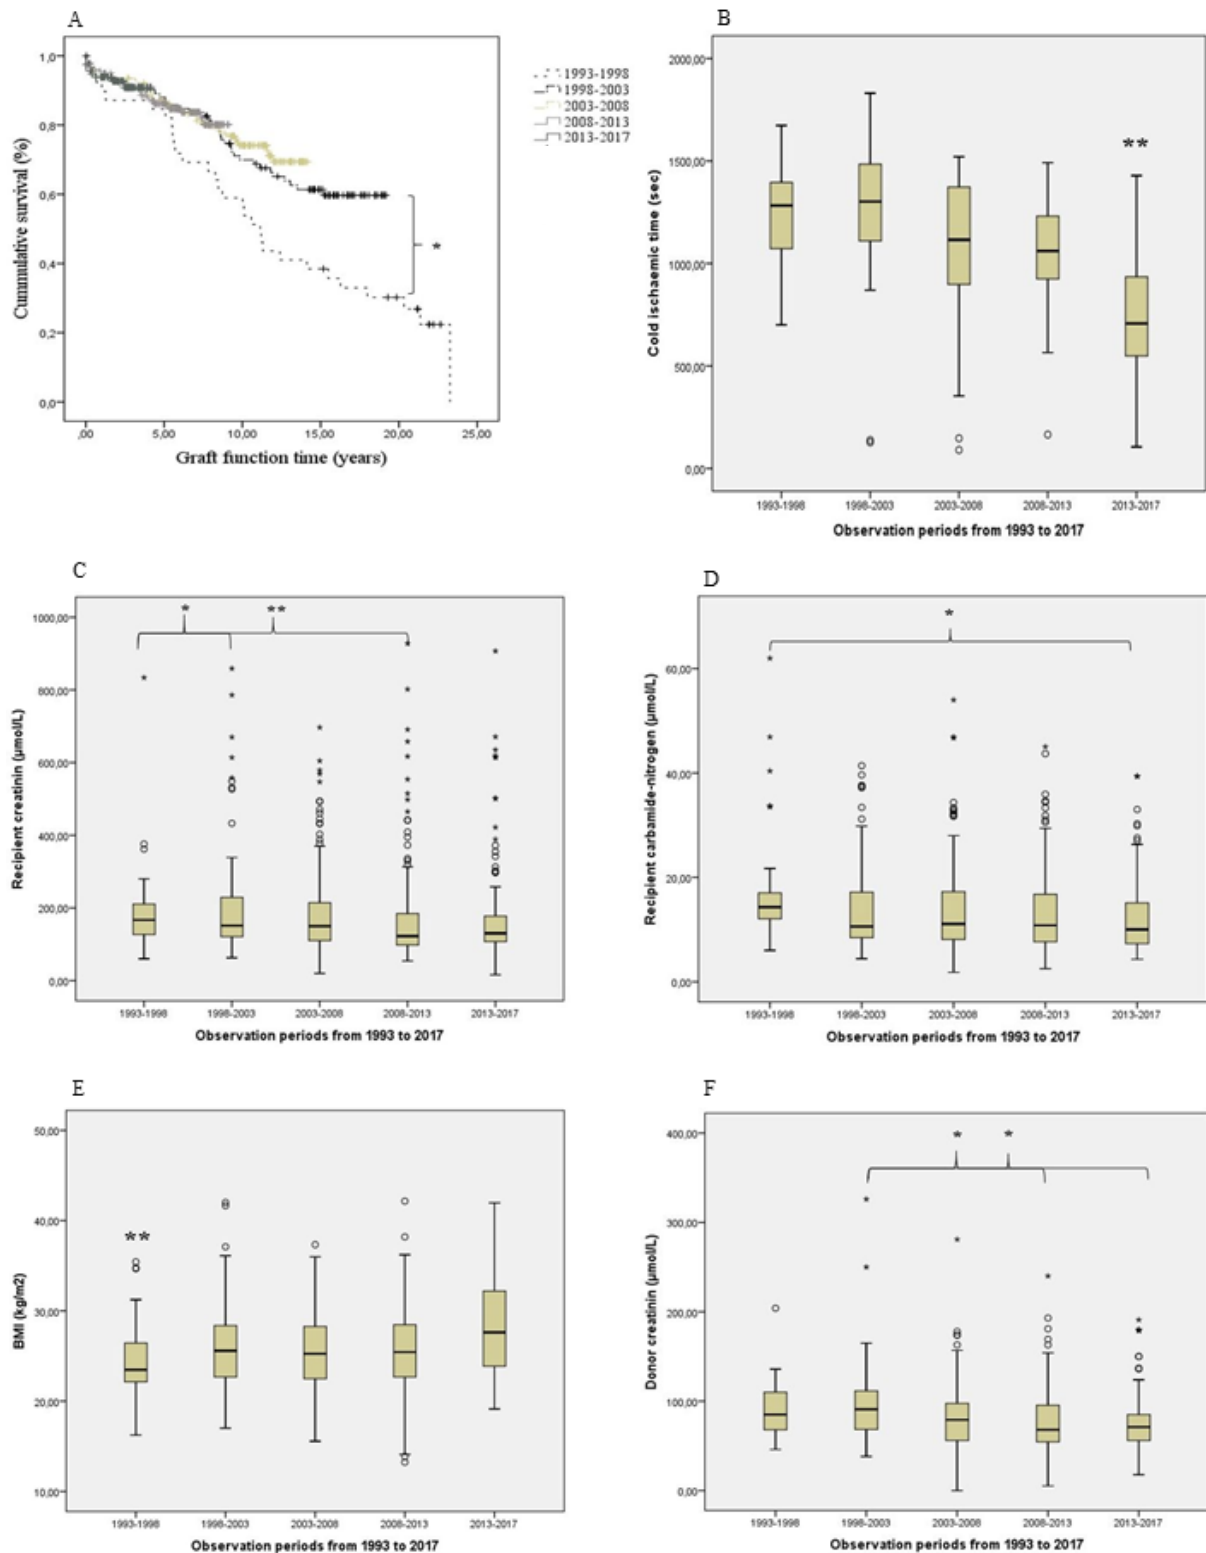 A
1,0
0,8
0,6
0,4
0,2
0,0
Cummulative survival (%)
,00 5,00 10,00 15,00 20,00 25,00
Graft function time (years)
*
1993-1998
1998-2003
2003-2008
2008-2013
2013-2017
B
2000,00
1500,00
1000,00
500,00
0,00
Cold ischaemic time (sec)
**
1993-1998 1998-2003 2003-2008 2008-2013 2013-2017
Observation periods from 1993 to 2017
C
1000,00
800,00
600,00
400,00
200,00
0,00
Recipient creatinin (µmol/L)
* **
1993-1998 1998-2003 2003-2008 2008-2013 2013-2017
Observation periods from 1993 to 2017
D
60,00
40,00
20,00
0,00
Recipient carbamide-nitrogen (µmol/L)
*
1993-1998 1998-2003 2003-2008 2008-2013 2013-2017
Observation periods from 1993 to 2017
E
50,00
40,00
30,00
20,00
10,00
BMI (kg/m2)
**
1993-1998 1998-2003 2003-2008 2008-2013 2013-2017
Observation periods from 1993 to 2017
F
400,00
300,00
200,00
100,00
0,00
Donor creatinin (µmol/L)
* *
1993-1998 1998-2003 2003-2008 2008-2013 2013-2017
Observation periods from 1993 to 2017